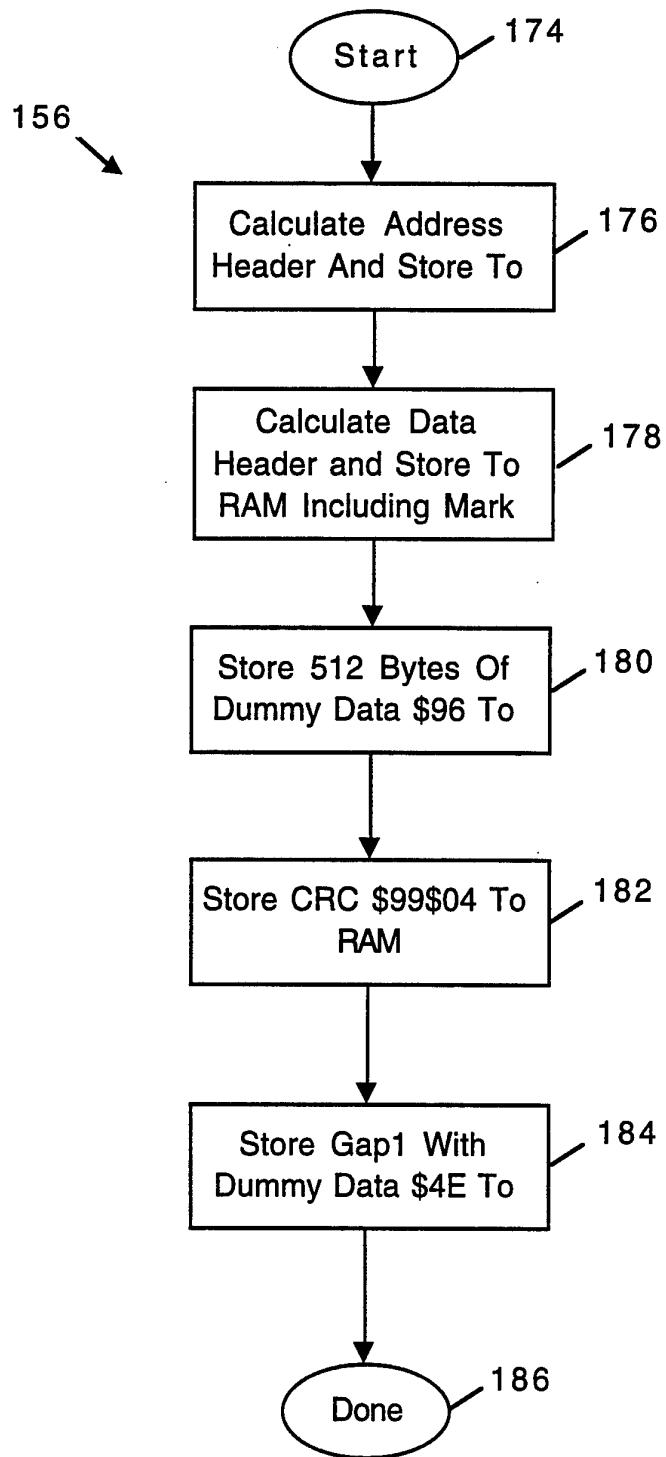 Start
174
156
Calculate Address
Header And Store To
176
Calculate Data
Header and Store To
RAM Including Mark
178
Store 512 Bytes Of
Dummy Data $96 To
180
Store CRC $99$04 To
RAM
182
Store Gap1 With
Dummy Data $4E To
184
Done
186